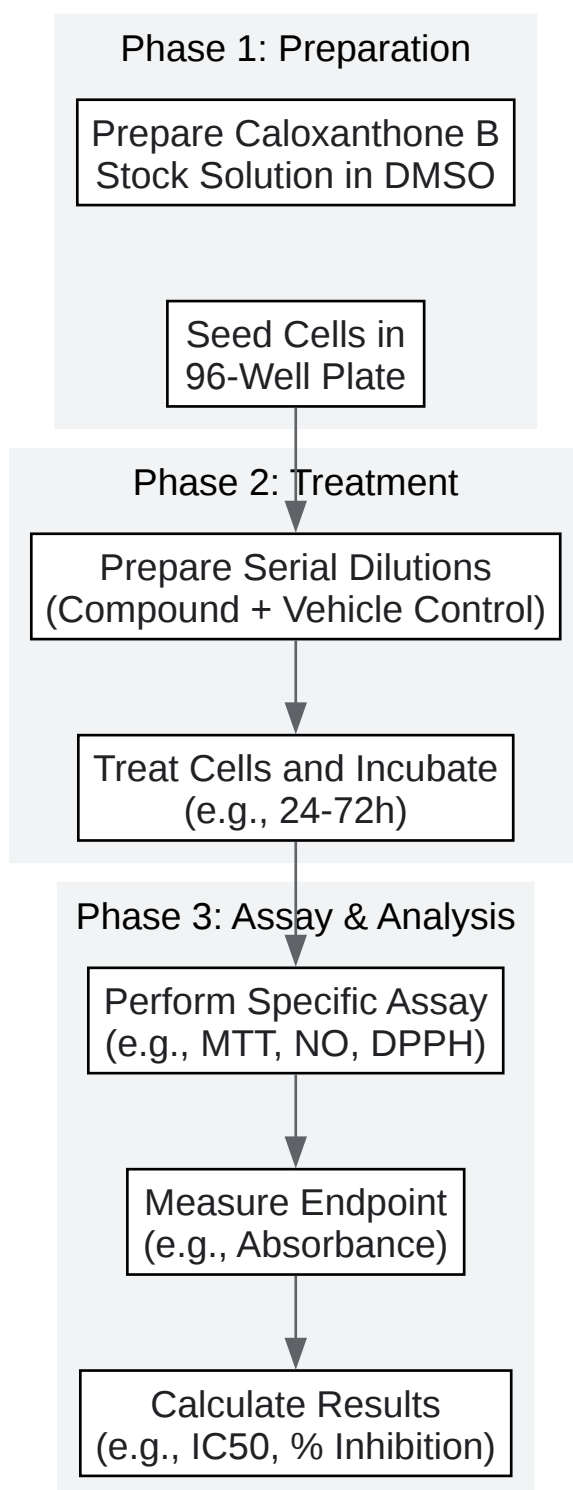 Phase 1: Preparation
Prepare Caloxanthone B
Stock Solution in DMSO
Seed Cells in
96-Well Plate
Phase 2: Treatment
Prepare Serial Dilutions
(Compound + Vehicle Control)
Treat Cells and Incubate
(e.g., 24-72h)
Phase 3: Assay & Analysis
Perform Specific Assay
(e.g., MTT, NO, DPPH)
Measure Endpoint
(e.g., Absorbance)
Calculate Results
(e.g., IC50, % Inhibition)